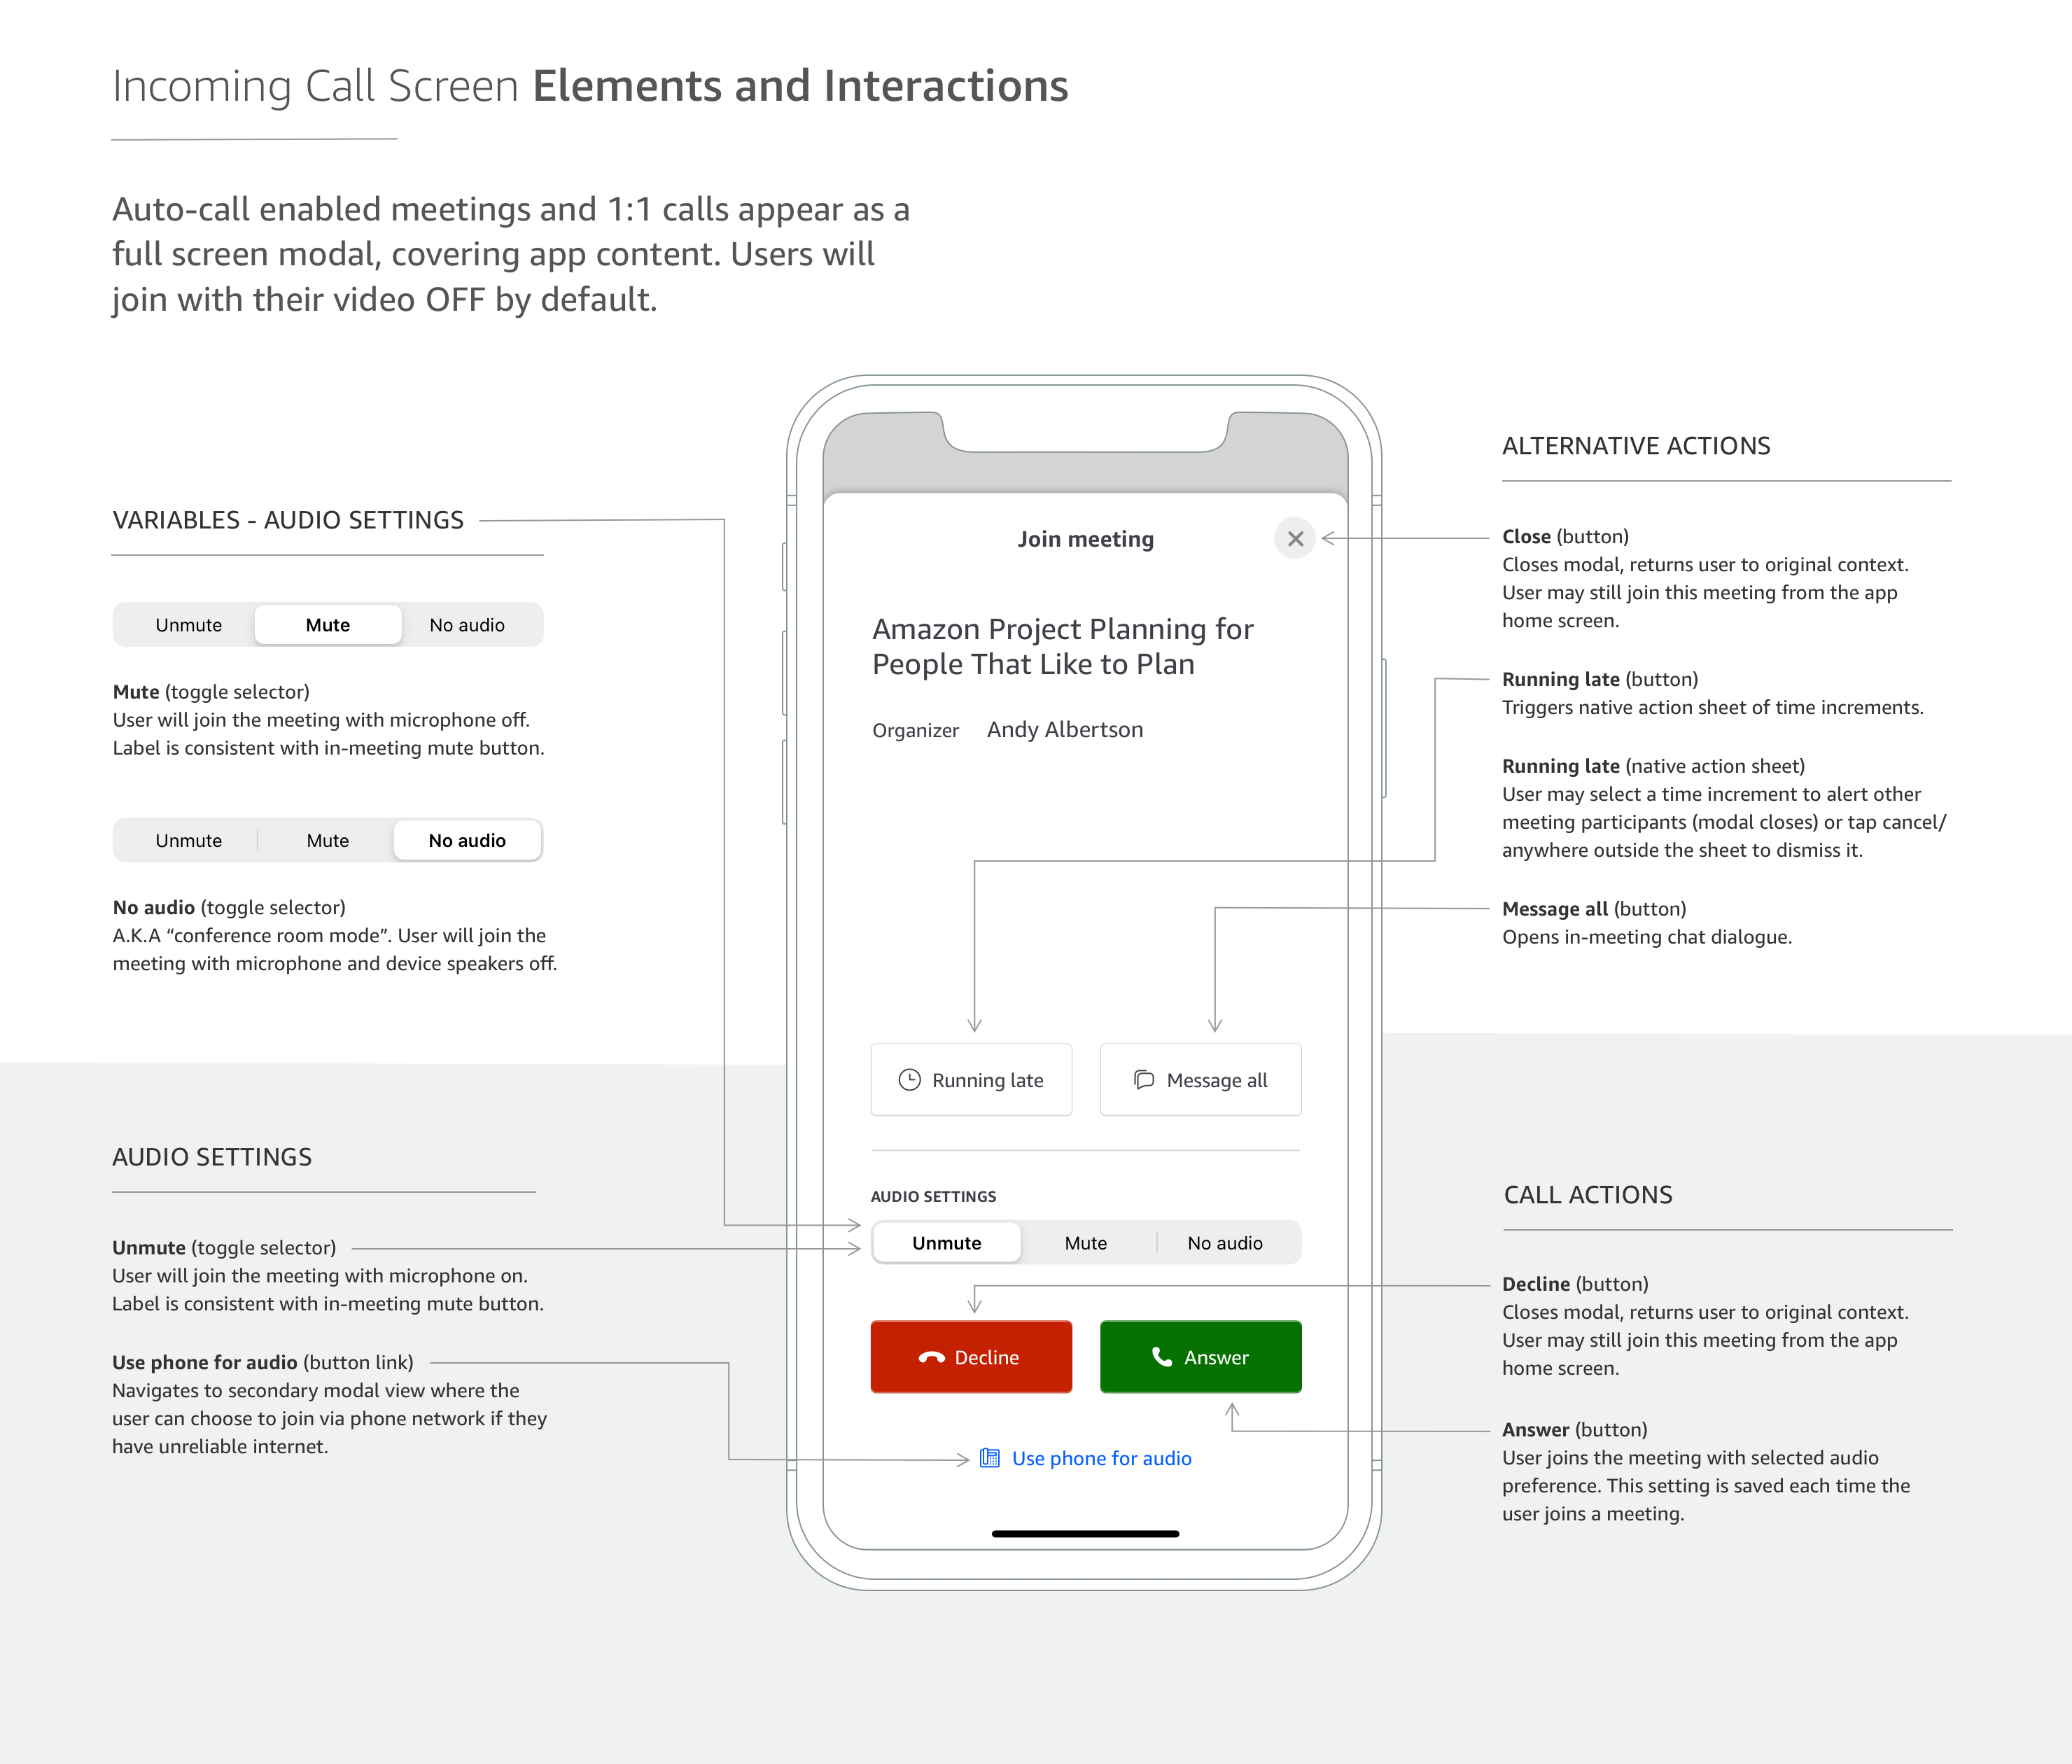 Incoming Call Screen Elements and Interactions
Auto-call enabled meetings and 1:1 calls appear as a
full screen modal, covering app content. Users will
join with their video OFF by default.
VARIABLES - AUDIO SETTINGS
Unmute Mute No audio
Mute (toggle selector)
User will join the meeting with microphone off.
Label is consistent with in-meeting mute button.
Unmute Mute No audio
No audio (toggle selector)
A.K.A “conference room mode”. User will join the
meeting with microphone and device speakers off.
AUDIO SETTINGS
Unmute (toggle selector)
User will join the meeting with microphone on.
Label is consistent with in-meeting mute button.
Use phone for audio (button link)
Navigates to secondary modal view where the
user can choose to join via phone network if they
have unreliable internet.
Join meeting
Amazon Project Planning for
People That Like to Plan
Organizer Andy Albertson
Running late Message all
AUDIO SETTINGS
Unmute Mute No audio
Decline Answer
Use phone for audio
ALTERNATIVE ACTIONS
Close (button)
Closes modal, returns user to original context.
User may still join this meeting from the app
home screen.
Running late (button)
Triggers native action sheet of time increments.
Running late (native action sheet)
User may select a time increment to alert other
meeting participants (modal closes) or tap cancel/
anywhere outside the sheet to dismiss it.
Message all (button)
Opens in-meeting chat dialogue.
CALL ACTIONS
Decline (button)
Closes modal, returns user to original context.
User may still join this meeting from the app
home screen.
Answer (button)
User joins the meeting with selected audio
preference. This setting is saved each time the
user joins a meeting.